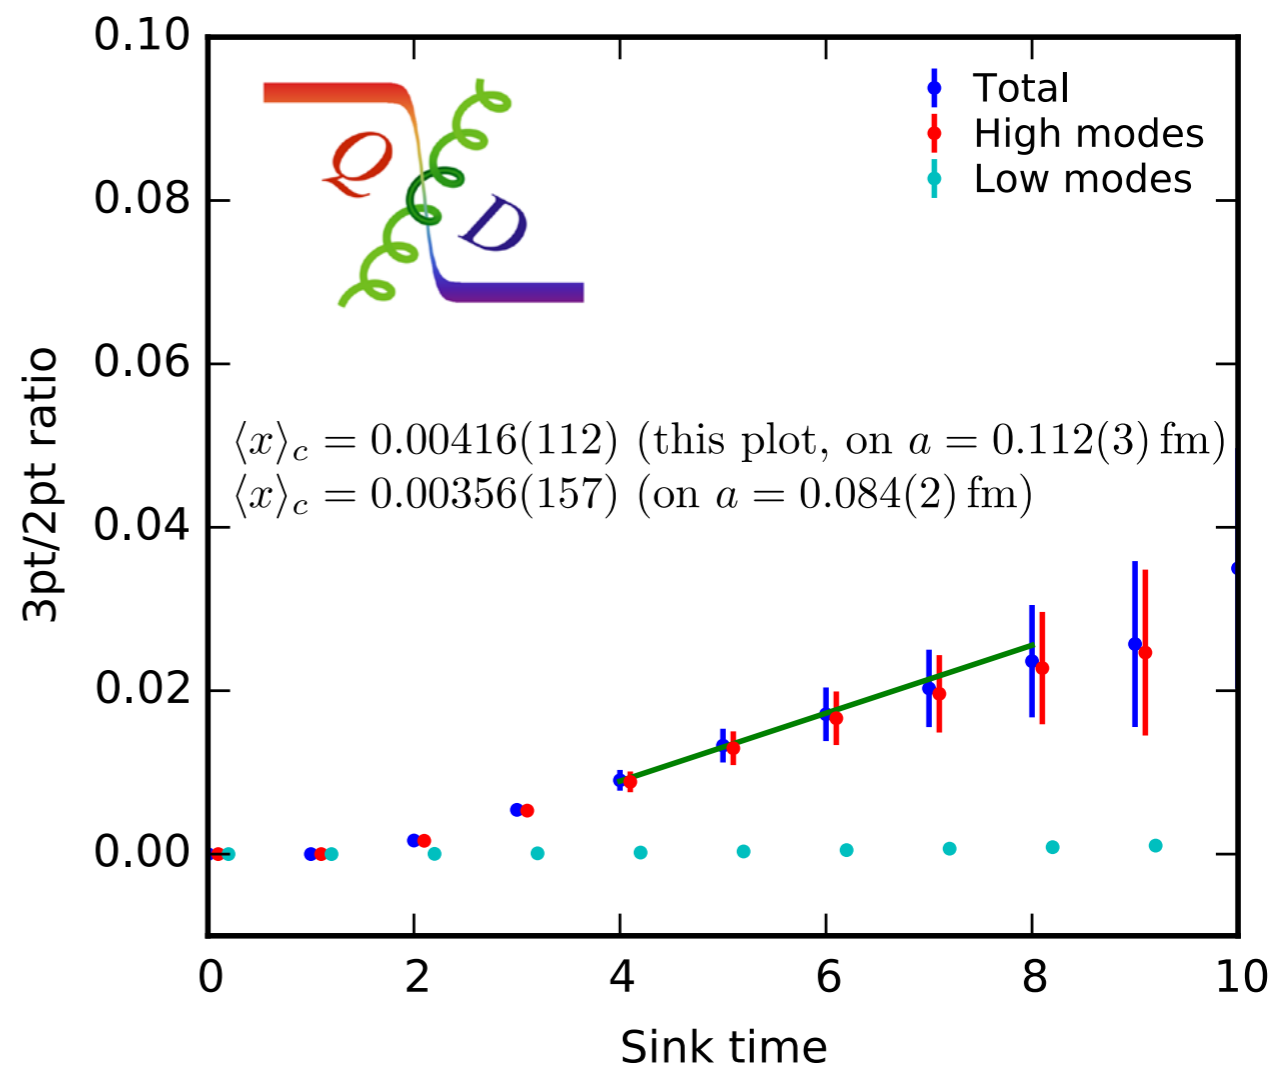 0.10
0.08
0.06
0.04
0.02
0.00
3pt/2pt ratio
Q
D
Total
High modes
Low modes
⟨x⟩c = 0.00416(112) (this plot, on a = 0.112(3) fm)
⟨x⟩c = 0.00356(157) (on a = 0.084(2) fm)
0 2 4 6 8 10
Sink time